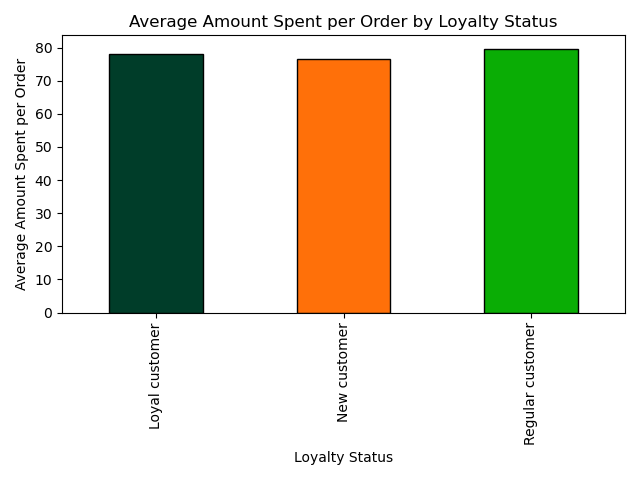 Average Amount Spent per Order by Loyalty Status
Average Amount Spent per Order
80
70
60
50
40
30
20
10
0
Loyal customer
New customer
Regular customer
Loyalty Status